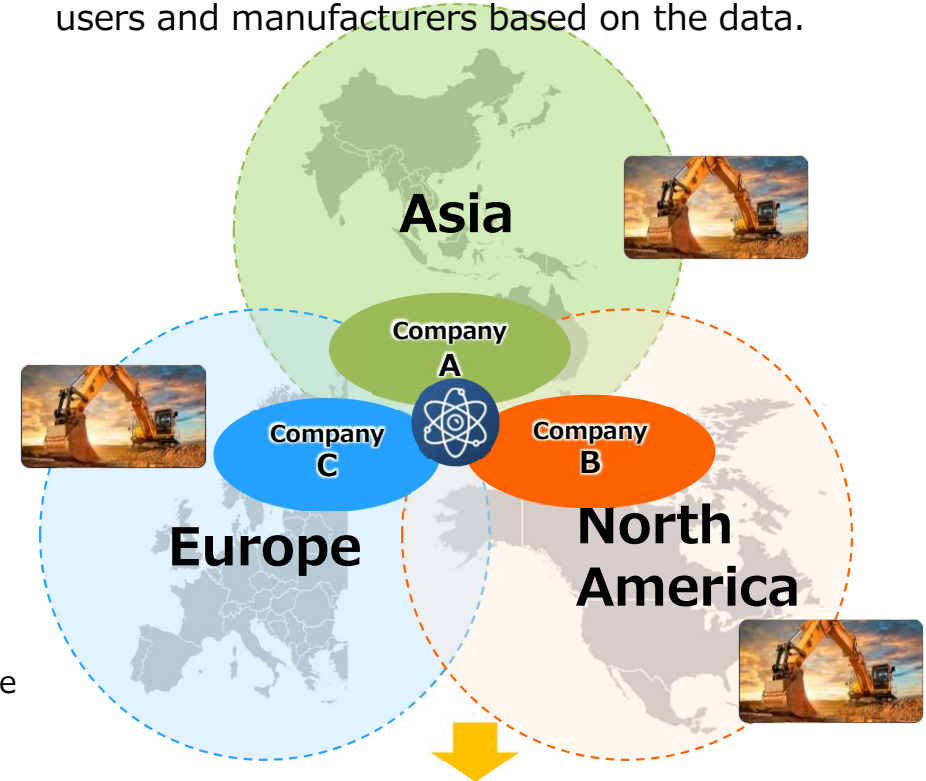 users and manufacturers based on the data.
Asia
Company
A
Company
C
Company
B
Europe
North
America
e